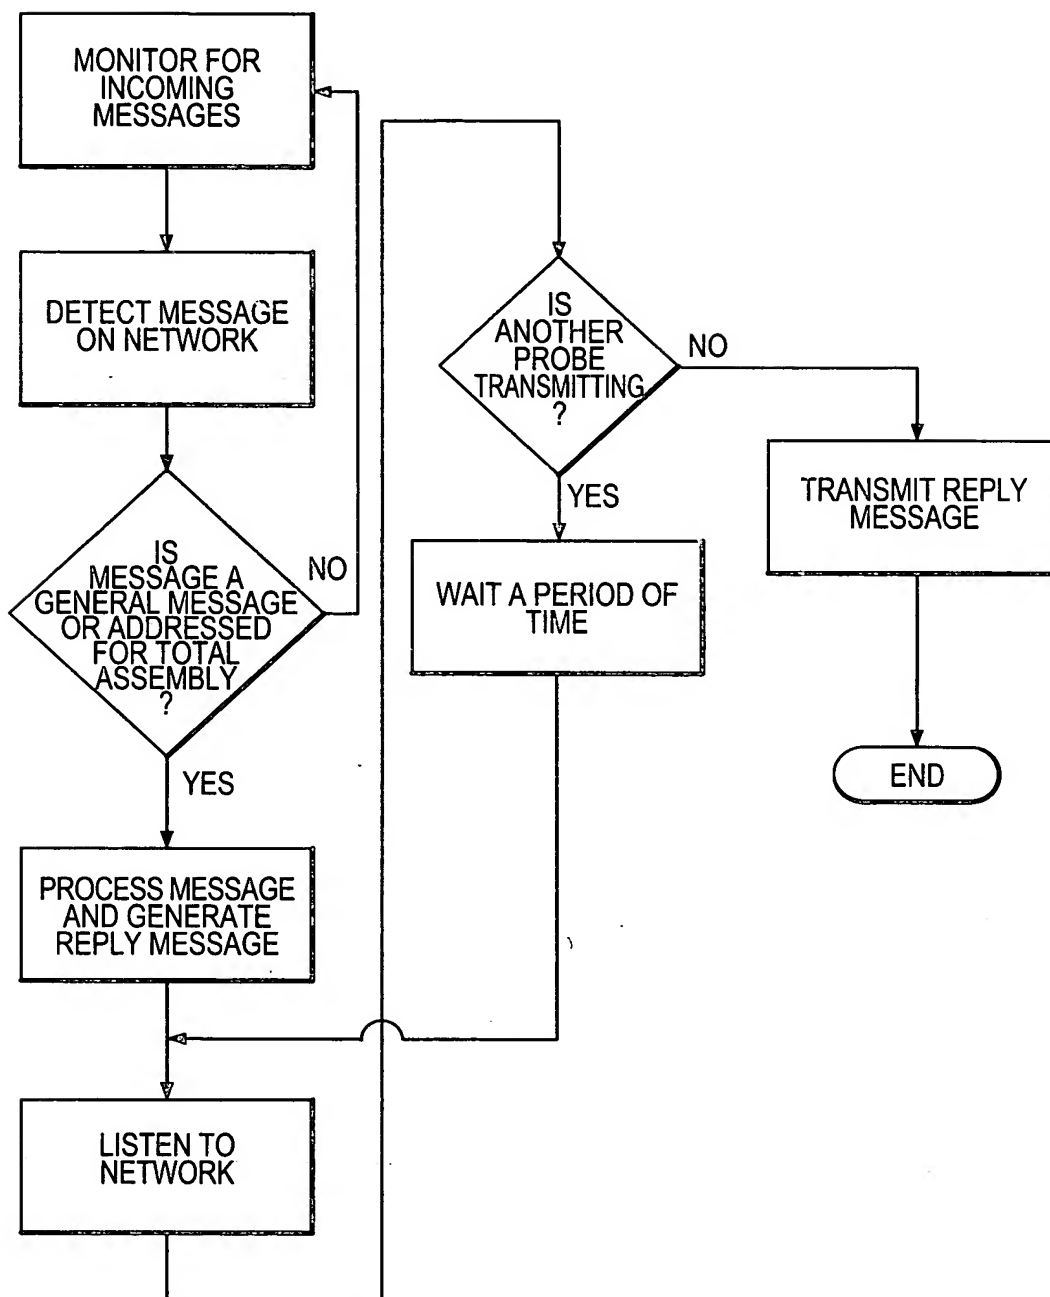 MONITOR FOR
INCOMING
MESSAGES
DETECT MESSAGE
ON NETWORK
IS
MESSAGE A
GENERAL MESSAGE
OR ADDRESSED
FOR TOTAL
ASSEMBLY
?
NO
YES
PROCESS MESSAGE
AND GENERATE
REPLY MESSAGE
LISTEN TO
NETWORK
IS
ANOTHER
PROBE
TRANSMITTING
?
NO
YES
WAIT A PERIOD OF
TIME
TRANSMIT REPLY
MESSAGE
END